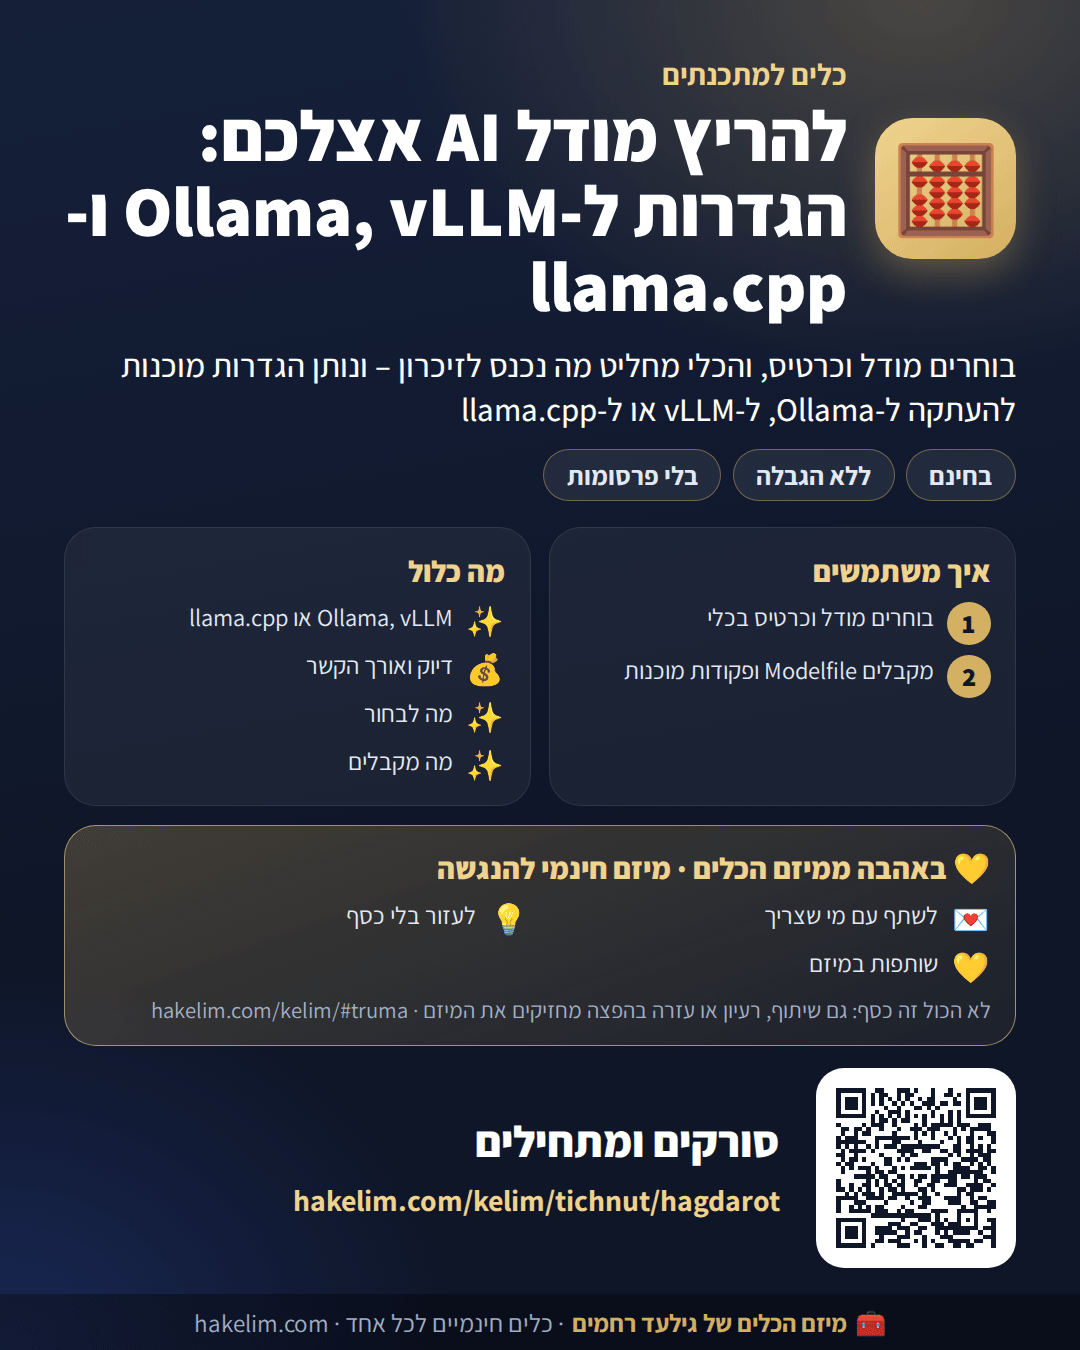 כלים למתכנתים
להריץ מודל AI אצלכם:
הגדרות ל-Ollama, vLLM ו-
llama.cpp
בוחרים מודל וכרטיס, והכלי מחליט מה נכנס לזיכרון – ונותן הגדרות מוכנות
להעתקה ל-Ollama, ל-vLLM או ל-llama.cpp
בחינם
ללא הגבלה
בלי פרסומות
איך משתמשים
1 בוחרים מודל וכרטיס בכלי
2 מקבלים Modelfile ופקודות מוכנות
מה כלול
Ollama, vLLM או llama.cpp
דיוק ואורך הקשר
מה לבחור
מה מקבלים
באהבה ממיזם הכלים · מיזם חינמי להנגשה
לשתף עם מי שצריך
לעזור בלי כסף
שותפות במיזם
לא הכול זה כסף: גם שיתוף, רעיון או עזרה בהפצה מחזיקים את המיזם · hakelim.com/kelim/#truma
סורקים ומתחילים
hakelim.com/kelim/tichnut/hagdarot
מיזם הכלים של גילעד רחמים · כלים חינמיים לכל אחד · hakelim.com